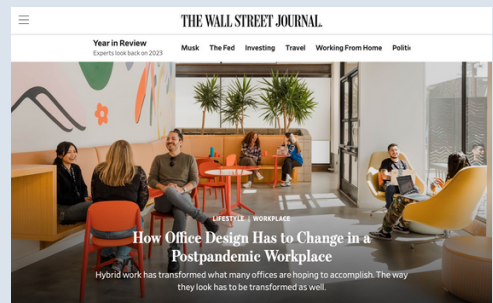 THE WALL STREET JOURNAL.
Year in Review
Experts look back on 2023
Musk The Fed Investing Travel Working From Home Politi
LIFESTYLE | WORKPLACE
How Office Design Has to Change in a
Postpandemic Workplace
Hybrid work has transformed what many offices are hoping to accomplish. The way
they look has to be transformed as well.